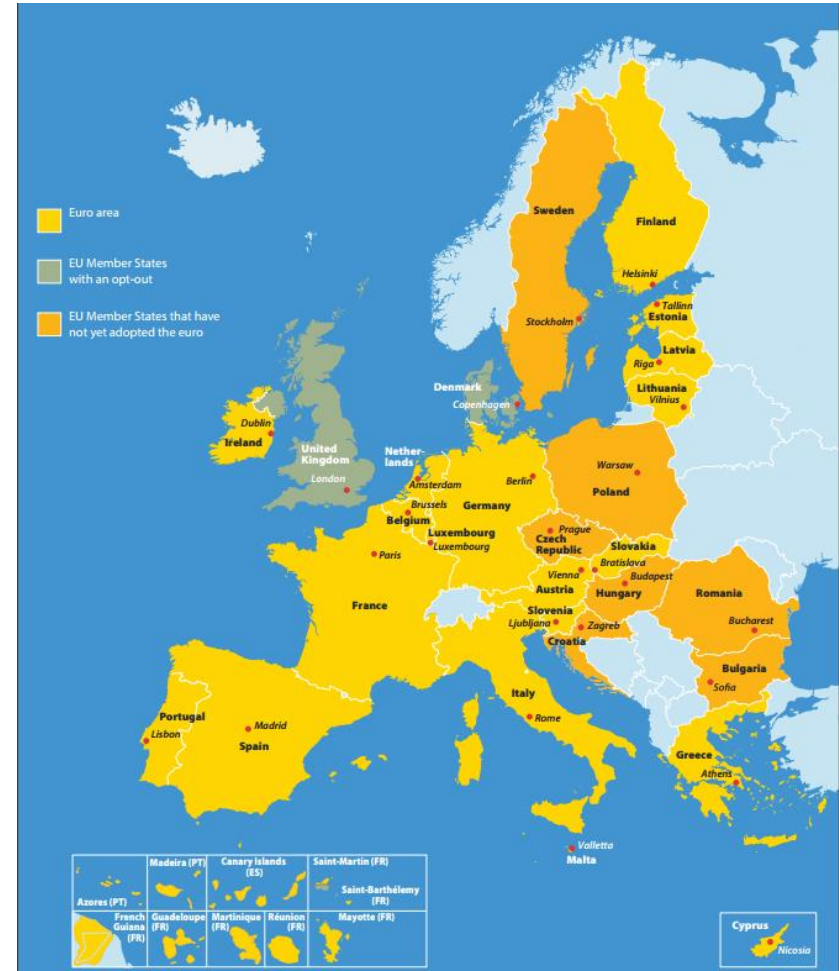 Euro area
EU Member States
with an opt-out
EU Member States that have
not yet adopted the euro
Sweden
Finland
Helsinki
Tallinn
Estonia
Stockholm
Latvia
Riga
Lithuania
Vilnius
Denmark
Copenhagen
Dublin
Ireland
United
Kingdom
London
Nether-
lands
Amsterdam
Berlin
Warsaw
Poland
Brussels
Belgium
Germany
Luxembourg
Luxembourg
Prague
Czech
Republic
Paris
Slovakia
Bratislava
Vienna
Austria
Budapest
Hungary
Romania
Bucharest
France
Slovenia
Ljubljana
Zagreb
Croatia
Bulgaria
Sofia
Italy
Rome
Portugal
Lisbon
Madrid
Spain
Greece
Athens
Valletta
Malta
Azores (PT)
Madeira (PT)
Canary Islands
(ES)
Saint-Martin (FR)
Saint-Barthélemy
(FR)
French
Guiana
(FR)
Guadeloupe
(FR)
Martinique
(FR)
Réunion
(FR)
Mayotte (FR)
Cyprus
Nicosia